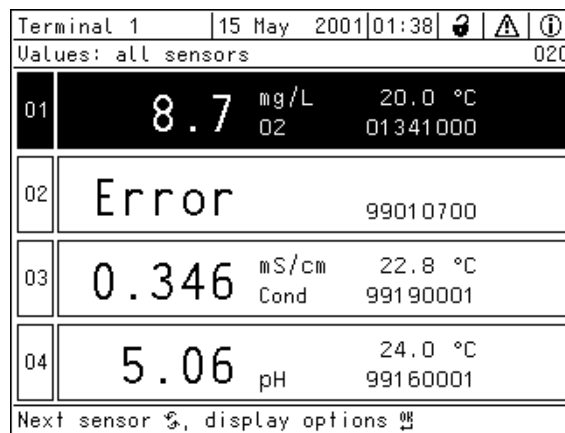 Terminal 1 15 May 2001 01:38
Values: all sensors 020
01 8.7 mg/L 20.0 °C
O2 01341000
02 Error 99010700
03 0.346 mS/cm 22.8 °C
Cond 99190001
04 5.06 24.0 °C
pH 99160001
Next sensor , display options OK